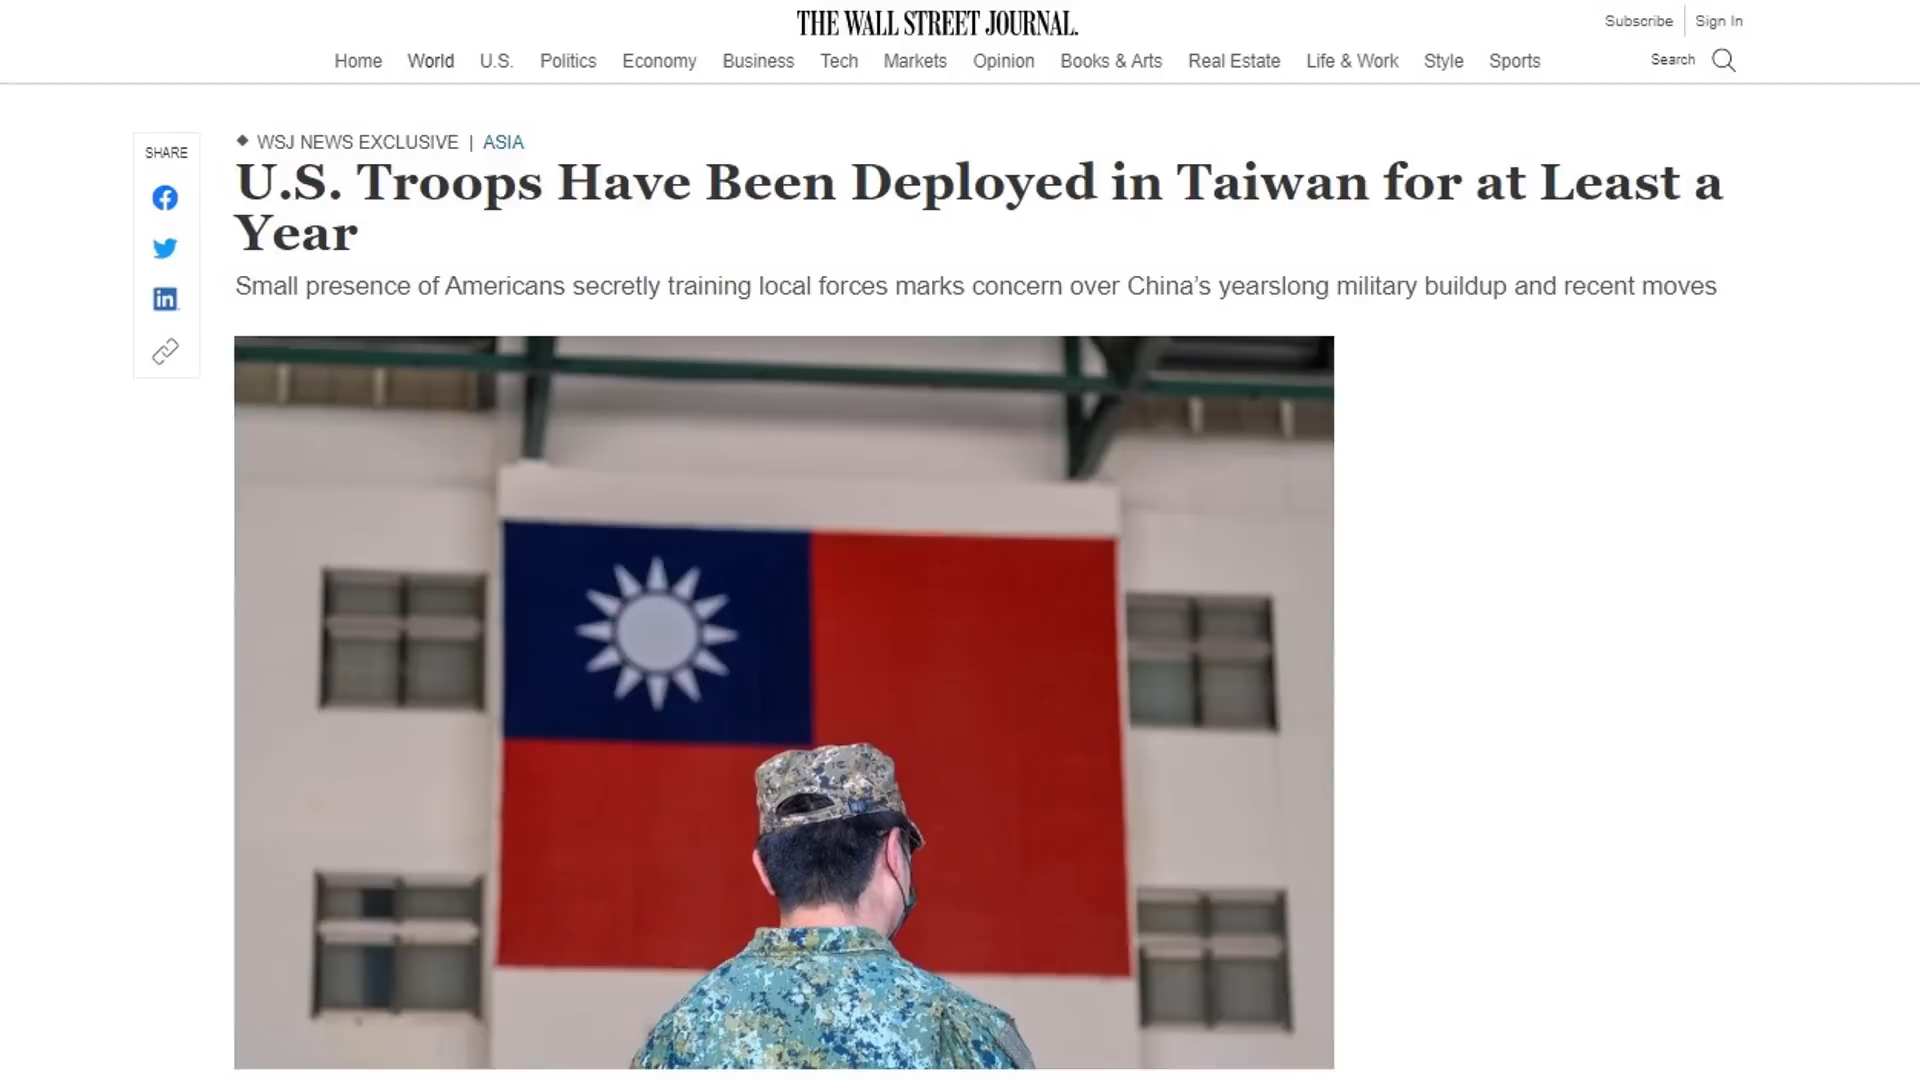 THE WALL STREET JOURNAL.
Subscribe
Sign In
Home World U.S. Politics Economy Business Tech Markets Opinion Books & Arts Real Estate Life & Work Style Sports
Search
SHARE
WSJ NEWS EXCLUSIVE | ASIA
U.S. Troops Have Been Deployed in Taiwan for at Least a
Year
Small presence of Americans secretly training local forces marks concern over China's yearslong military buildup and recent moves